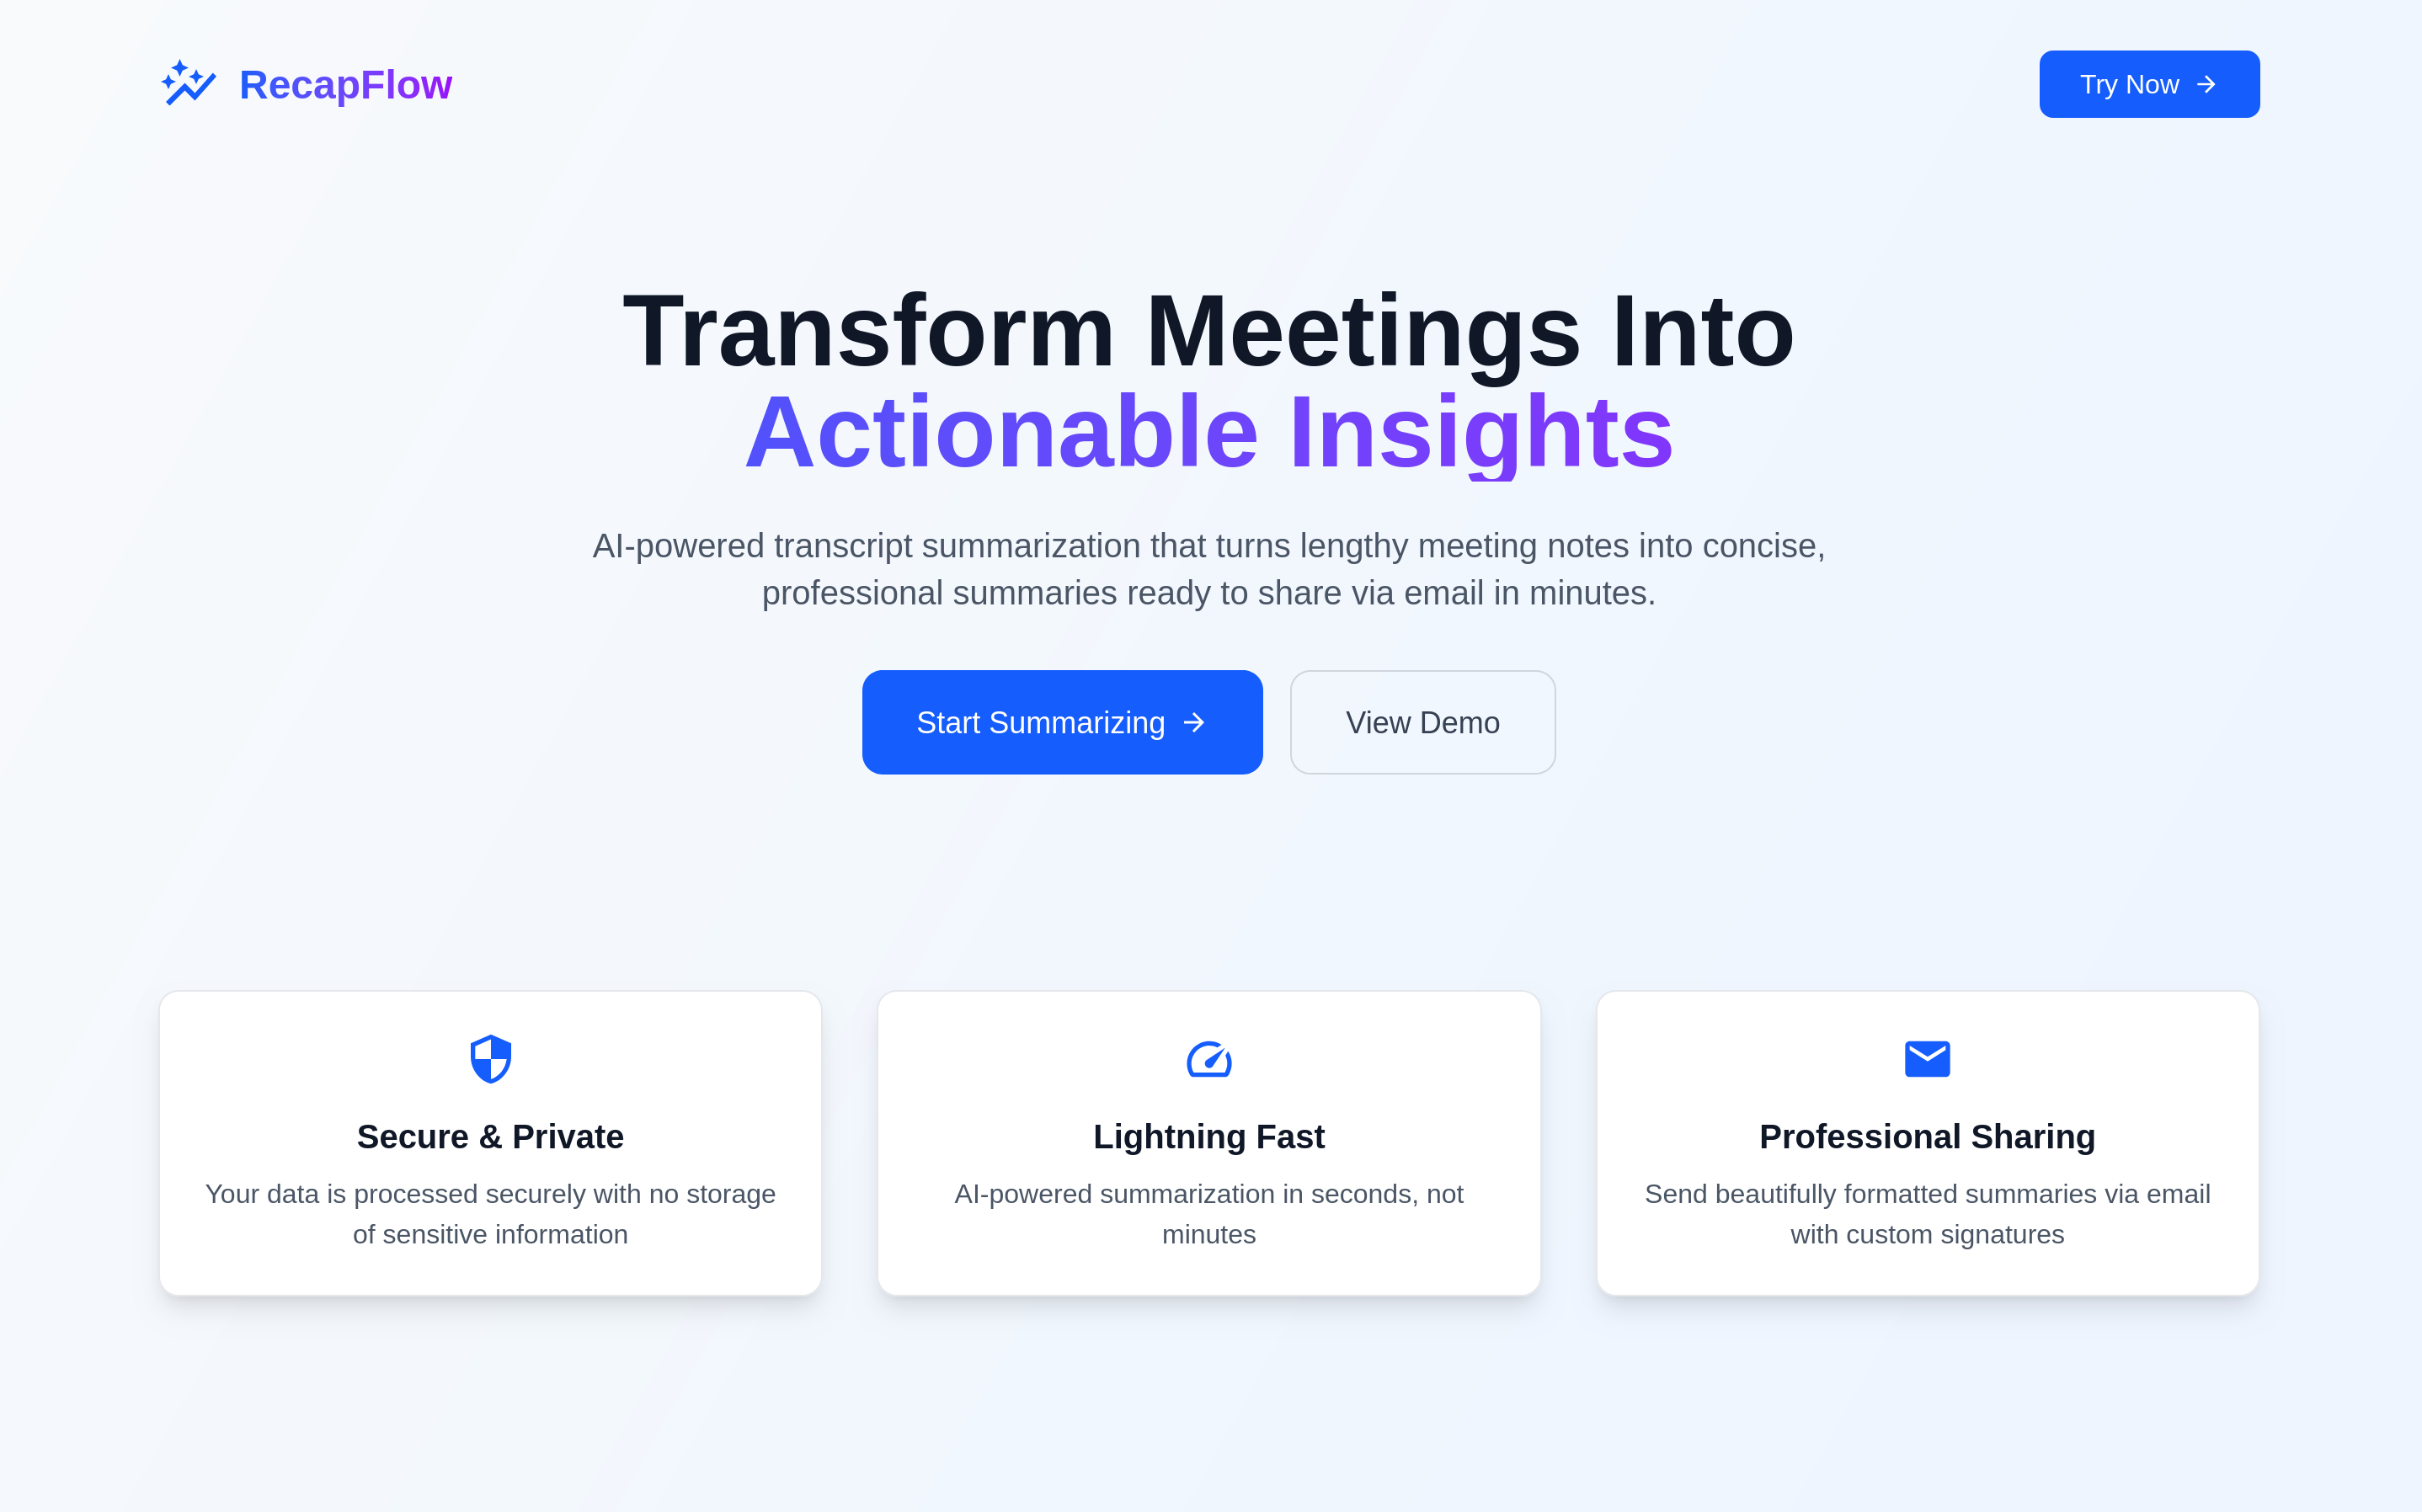 RecapFlow
Try Now
Transform Meetings Into
Actionable Insights
AI-powered transcript summarization that turns lengthy meeting notes into concise,
professional summaries ready to share via email in minutes.
Start Summarizing
View Demo
Secure & Private
Your data is processed securely with no storage
of sensitive information
Lightning Fast
AI-powered summarization in seconds, not
minutes
Professional Sharing
Send beautifully formatted summaries via email
with custom signatures